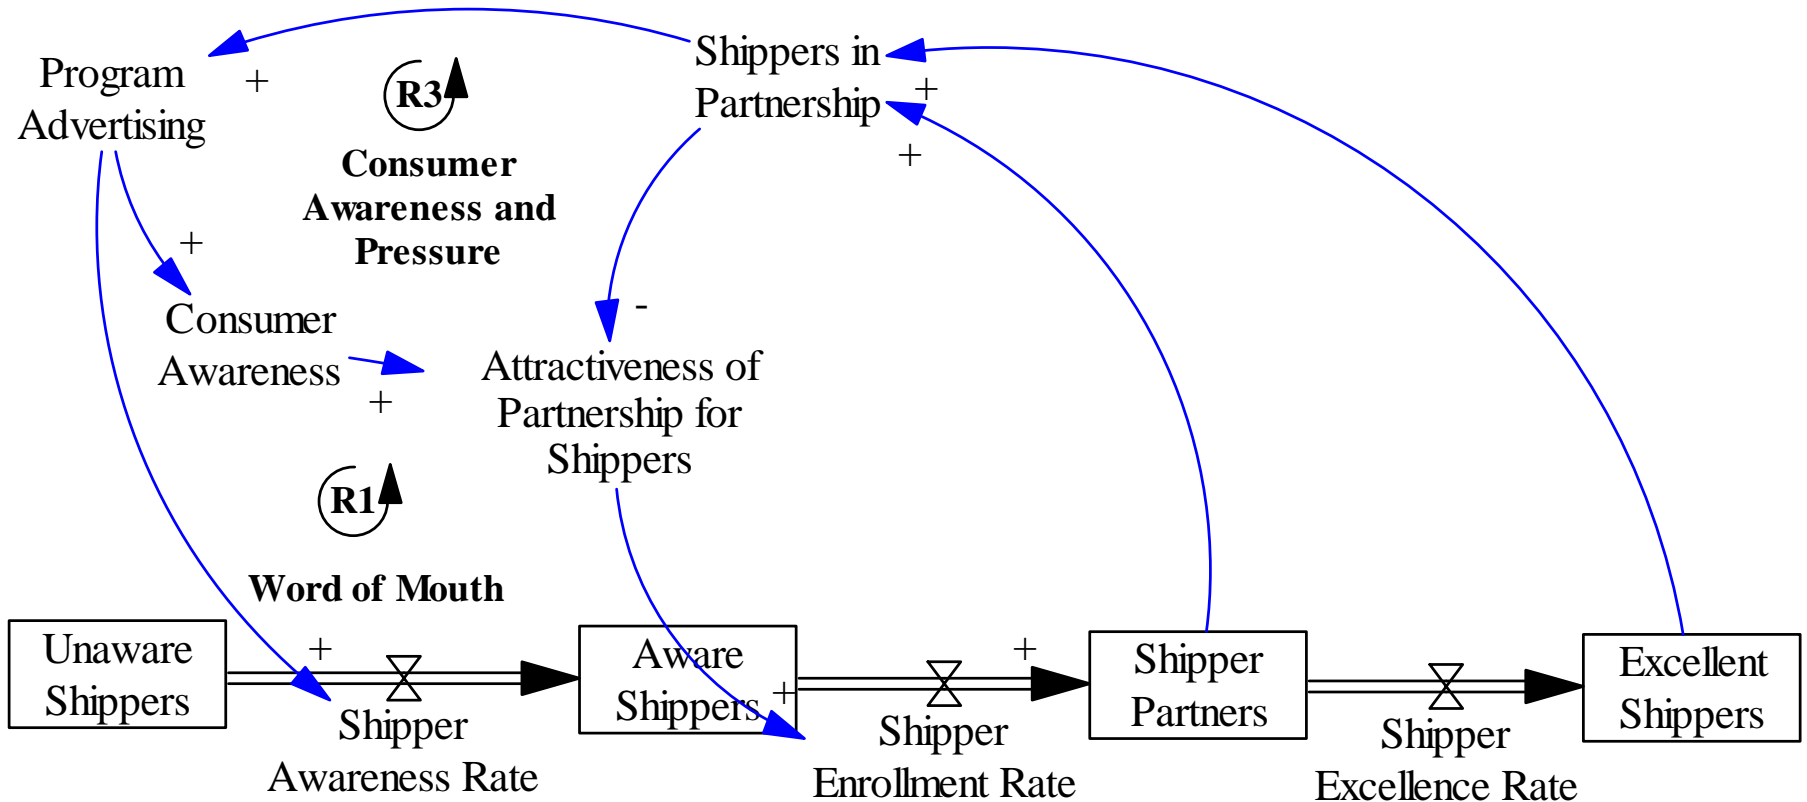 Program
Advertising
+
R3
Consumer
Awareness and
Pressure
Shippers in
Partnership
+
+
+
Consumer
Awareness
+
-
Attractiveness of
Partnership for
Shippers
R1
Word of Mouth
Unaware
Shippers
+
Shipper
Awareness Rate
Aware
Shippers
+
Shipper
Enrollment Rate
+
Shipper
Partners
Shipper
Excellence Rate
Excellent
Shippers